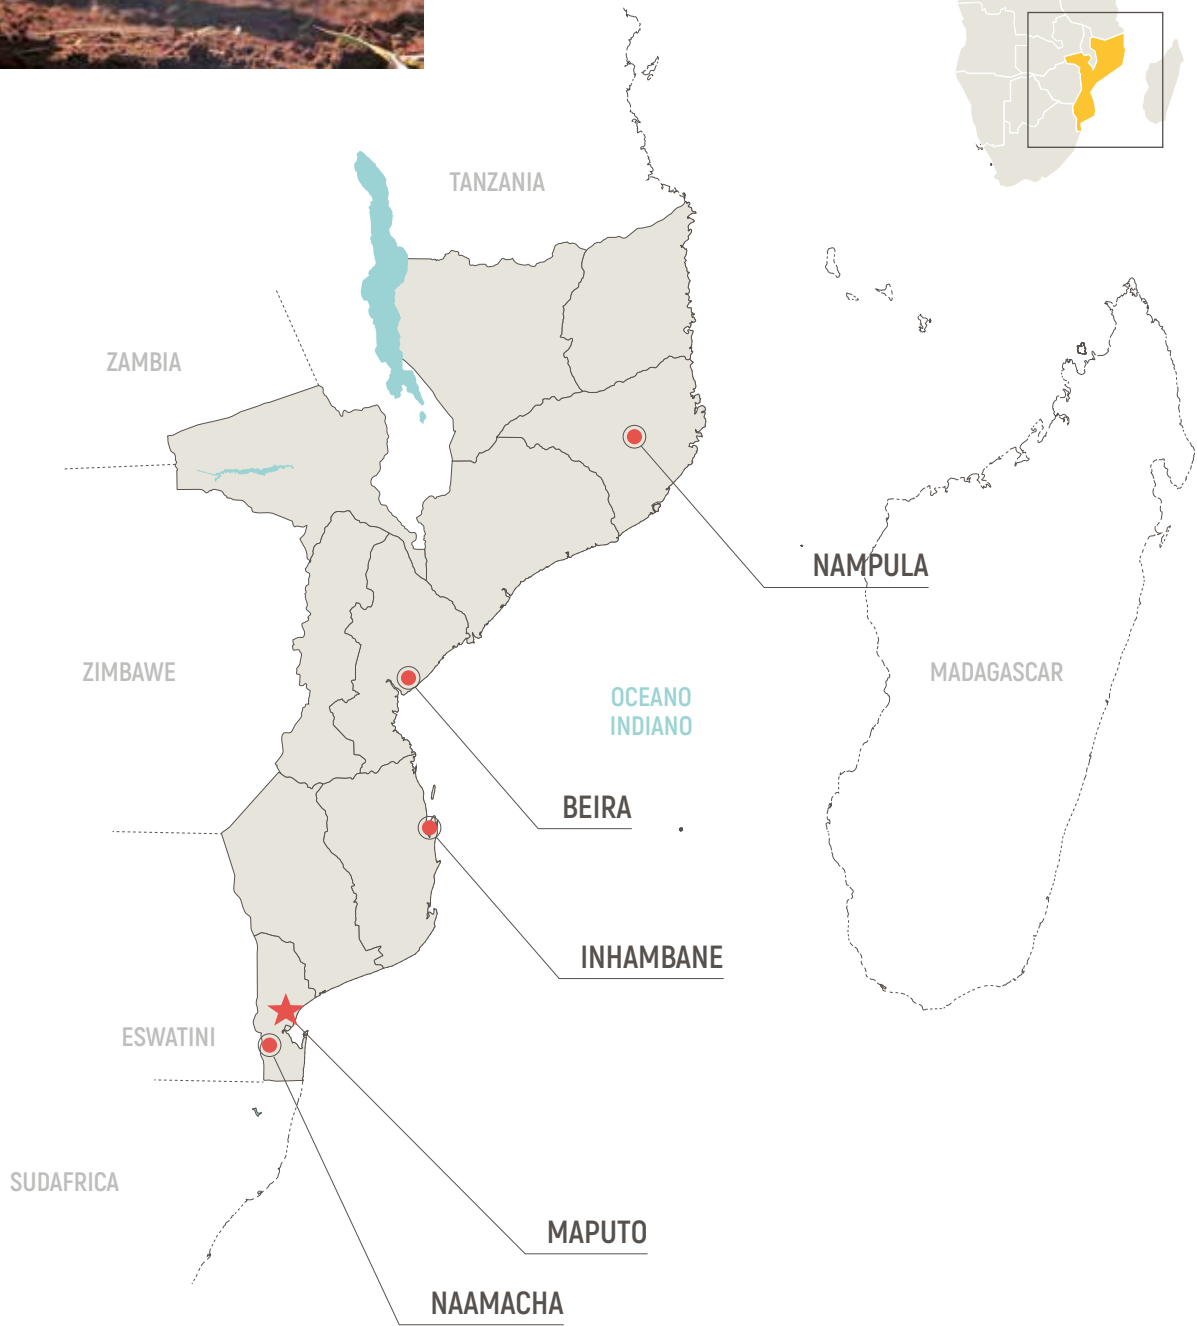 TANZANIA
ZAMBIA
NAMPULA
ZIMBAWE
MADAGASCAR
OCEANO
INDIANO
BEIRA
INHAMBANE
ESWATINI
SUDAFRICA
MAPUTO
NAAMACHA